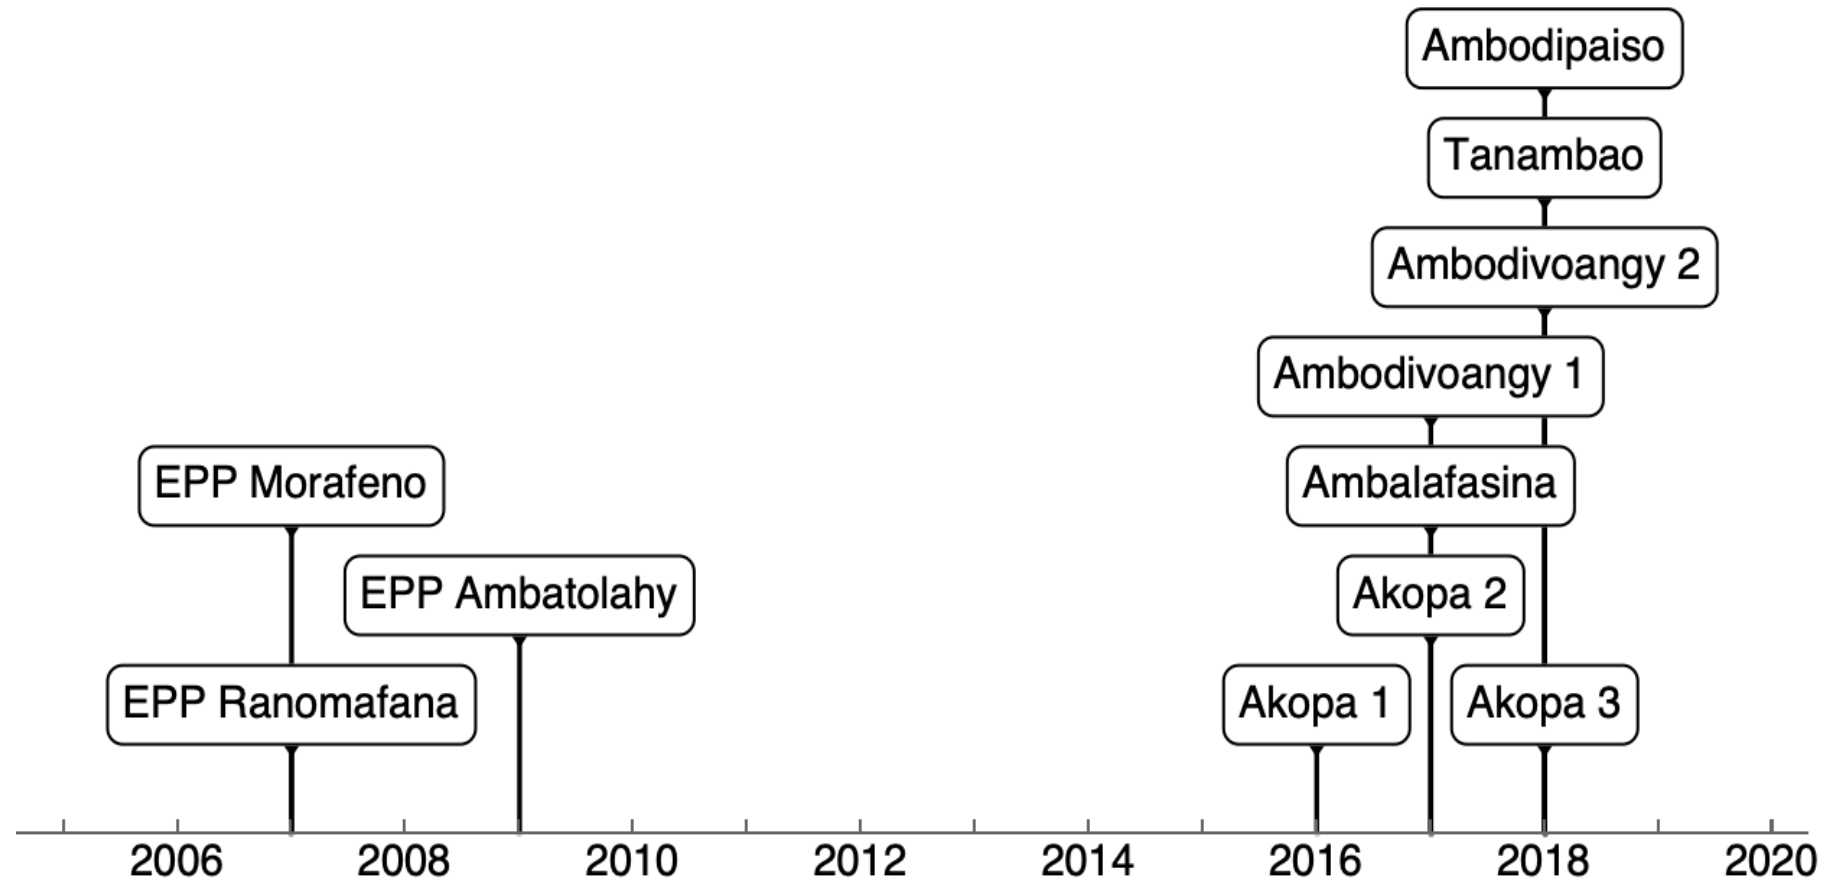 Ambodipaiso
Tanambao
Ambodivoangy 2
Ambodivoangy 1
EPP Morafeno
Ambalafasina
EPP Ambatolahy
Akopa 2
EPP Ranomafana
Akopa 1
Akopa 3
2006
2008
2010
2012
2014
2016
2018
2020